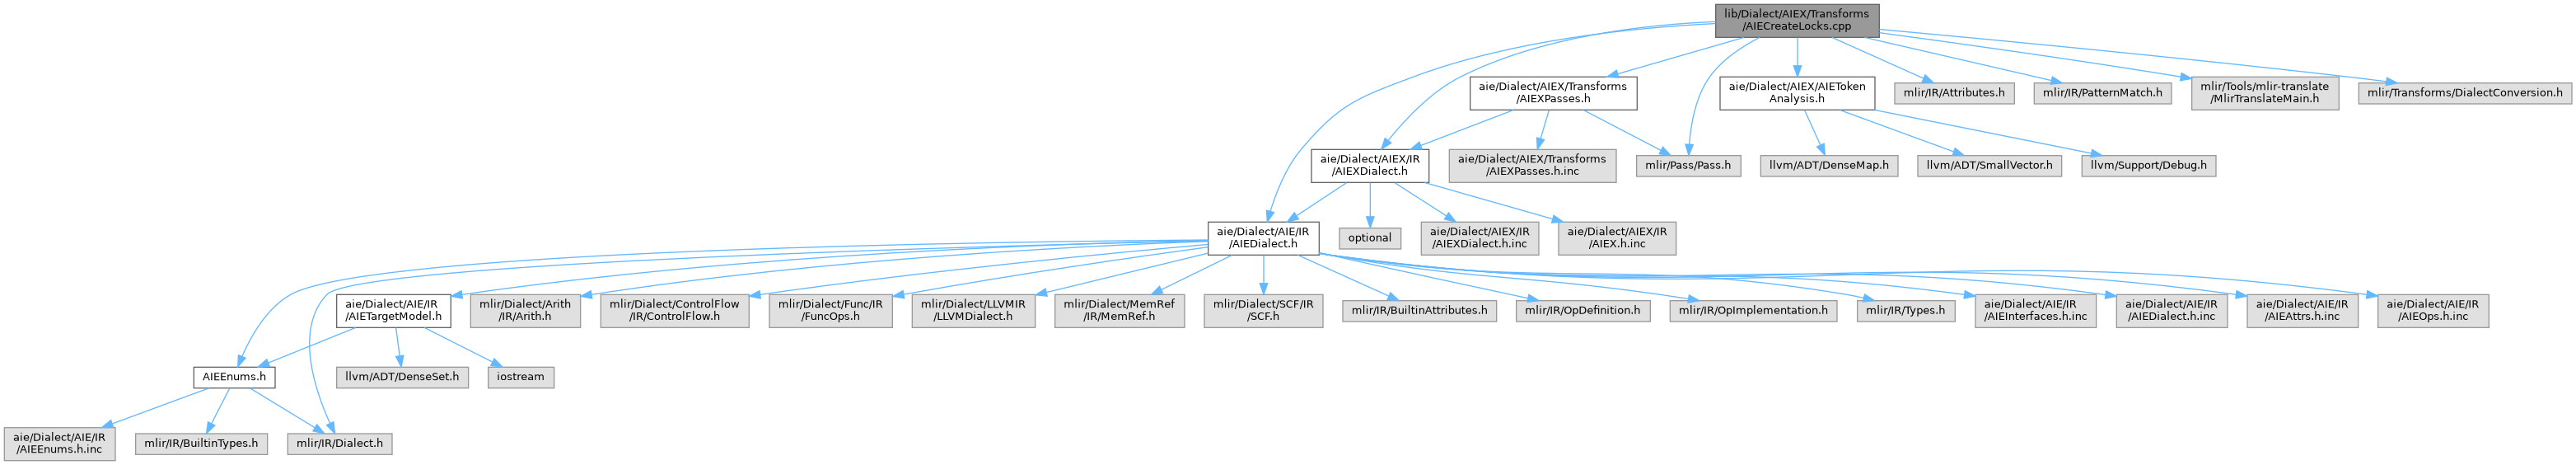 lib/Dialect/AIEX/Transforms
/AIECreateLocks.cpp
aie/Dialect/AIEX/Transforms
/AIEXPasses.h
aie/Dialect/AIEX/AIEToken
Analysis.h
mlir/IR/Attributes.h
mlir/IR/PatternMatch.h
mlir/Tools/mlir-translate
/MlirTranslateMain.h
mlir/Transforms/DialectConversion.h
aie/Dialect/AIEX/IR
/AIEXDialect.h
aie/Dialect/AIEX/Transforms
/AIEXPasses.h.inc
mlir/Pass/Pass.h
llvm/ADT/DenseMap.h
llvm/ADT/SmallVector.h
llvm/Support/Debug.h
aie/Dialect/AIE/IR
/AIEDialect.h
optional
aie/Dialect/AIEX/IR
/AIEXDialect.h.inc
aie/Dialect/AIEX/IR
/AIEX.h.inc
aie/Dialect/AIE/IR
/AIETargetModel.h
mlir/Dialect/Arith
/IR/Arith.h
mlir/Dialect/ControlFlow
/IR/ControlFlow.h
mlir/Dialect/Func/IR
/FuncOps.h
mlir/Dialect/LLVMIR
/LLVMDialect.h
mlir/Dialect/MemRef
/IR/MemRef.h
mlir/Dialect/SCF/IR
/SCF.h
mlir/IR/BuiltinAttributes.h
mlir/IR/OpDefinition.h
mlir/IR/OpImplementation.h
mlir/IR/Types.h
aie/Dialect/AIE/IR
/AIEInterfaces.h.inc
aie/Dialect/AIE/IR
/AIEDialect.h.inc
aie/Dialect/AIE/IR
/AIEAttrs.h.inc
aie/Dialect/AIE/IR
/AIEOps.h.inc
AIEEnums.h
llvm/ADT/DenseSet.h
iostream
aie/Dialect/AIE/IR
/AIEEnums.h.inc
mlir/IR/BuiltinTypes.h
mlir/IR/Dialect.h